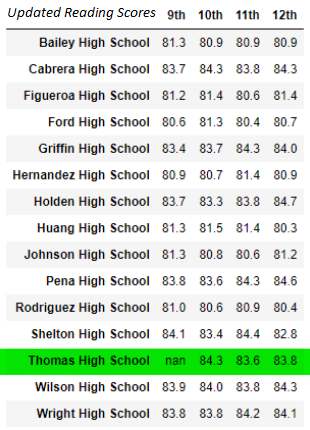 Updated Reading Scores 9th 10th 11th 12th
Bailey High School 81.3 80.9 80.9 80.9
Cabrera High School 83.7 84.3 83.8 84.3
Figueroa High School 81.2 81.4 80.6 81.4
Ford High School 80.6 81.3 80.4 80.7
Griffin High School 83.4 83.7 84.3 84.0
Hernandez High School 80.9 80.7 81.4 80.9
Holden High School 83.7 83.3 83.8 84.7
Huang High School 81.3 81.5 81.4 80.3
Johnson High School 81.3 80.8 80.6 81.2
Pena High School 83.8 83.6 84.3 84.6
Rodriguez High School 81.0 80.6 80.9 80.4
Shelton High School 84.1 83.4 84.4 82.8
Thomas High School nan 84.3 83.6 83.8
Wilson High School 83.9 84.0 83.8 84.3
Wright High School 83.8 83.8 84.2 84.1